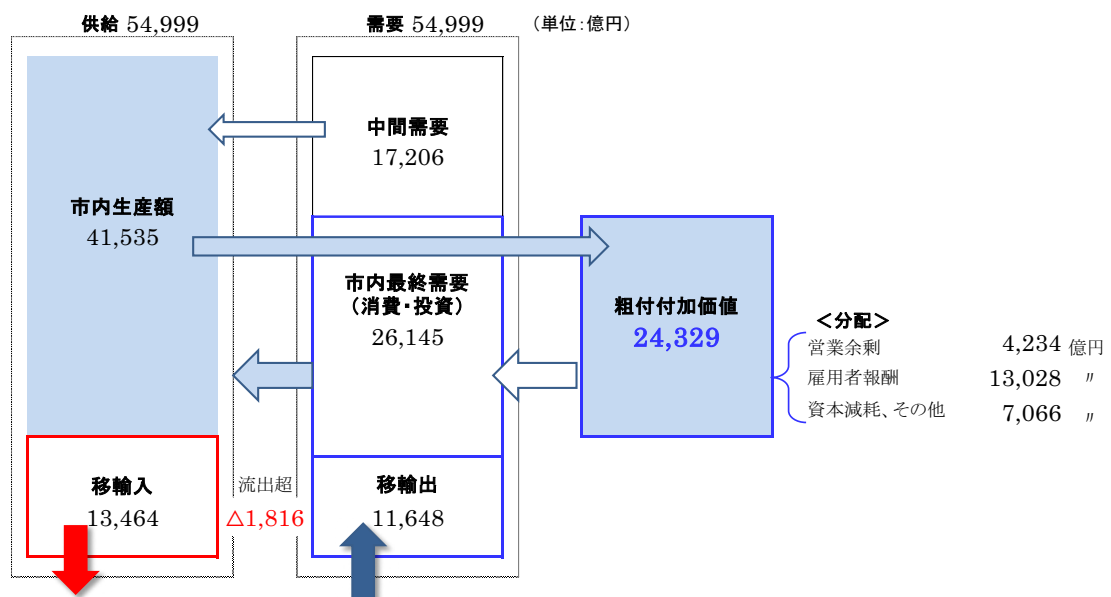 供給 54,999
需要 54,999
(単位:億円)
中間需要
17,206
市内生産額
41,535
市内最終需要
(消費・投資)
26,145
粗付付加価値
24,329
<分配>
営業余剰 4,234 億円
雇用者報酬 13,028 〃
資本減耗、その他 7,066 〃
移輸入
13,464
流出超
△1,816
移輸出
11,648